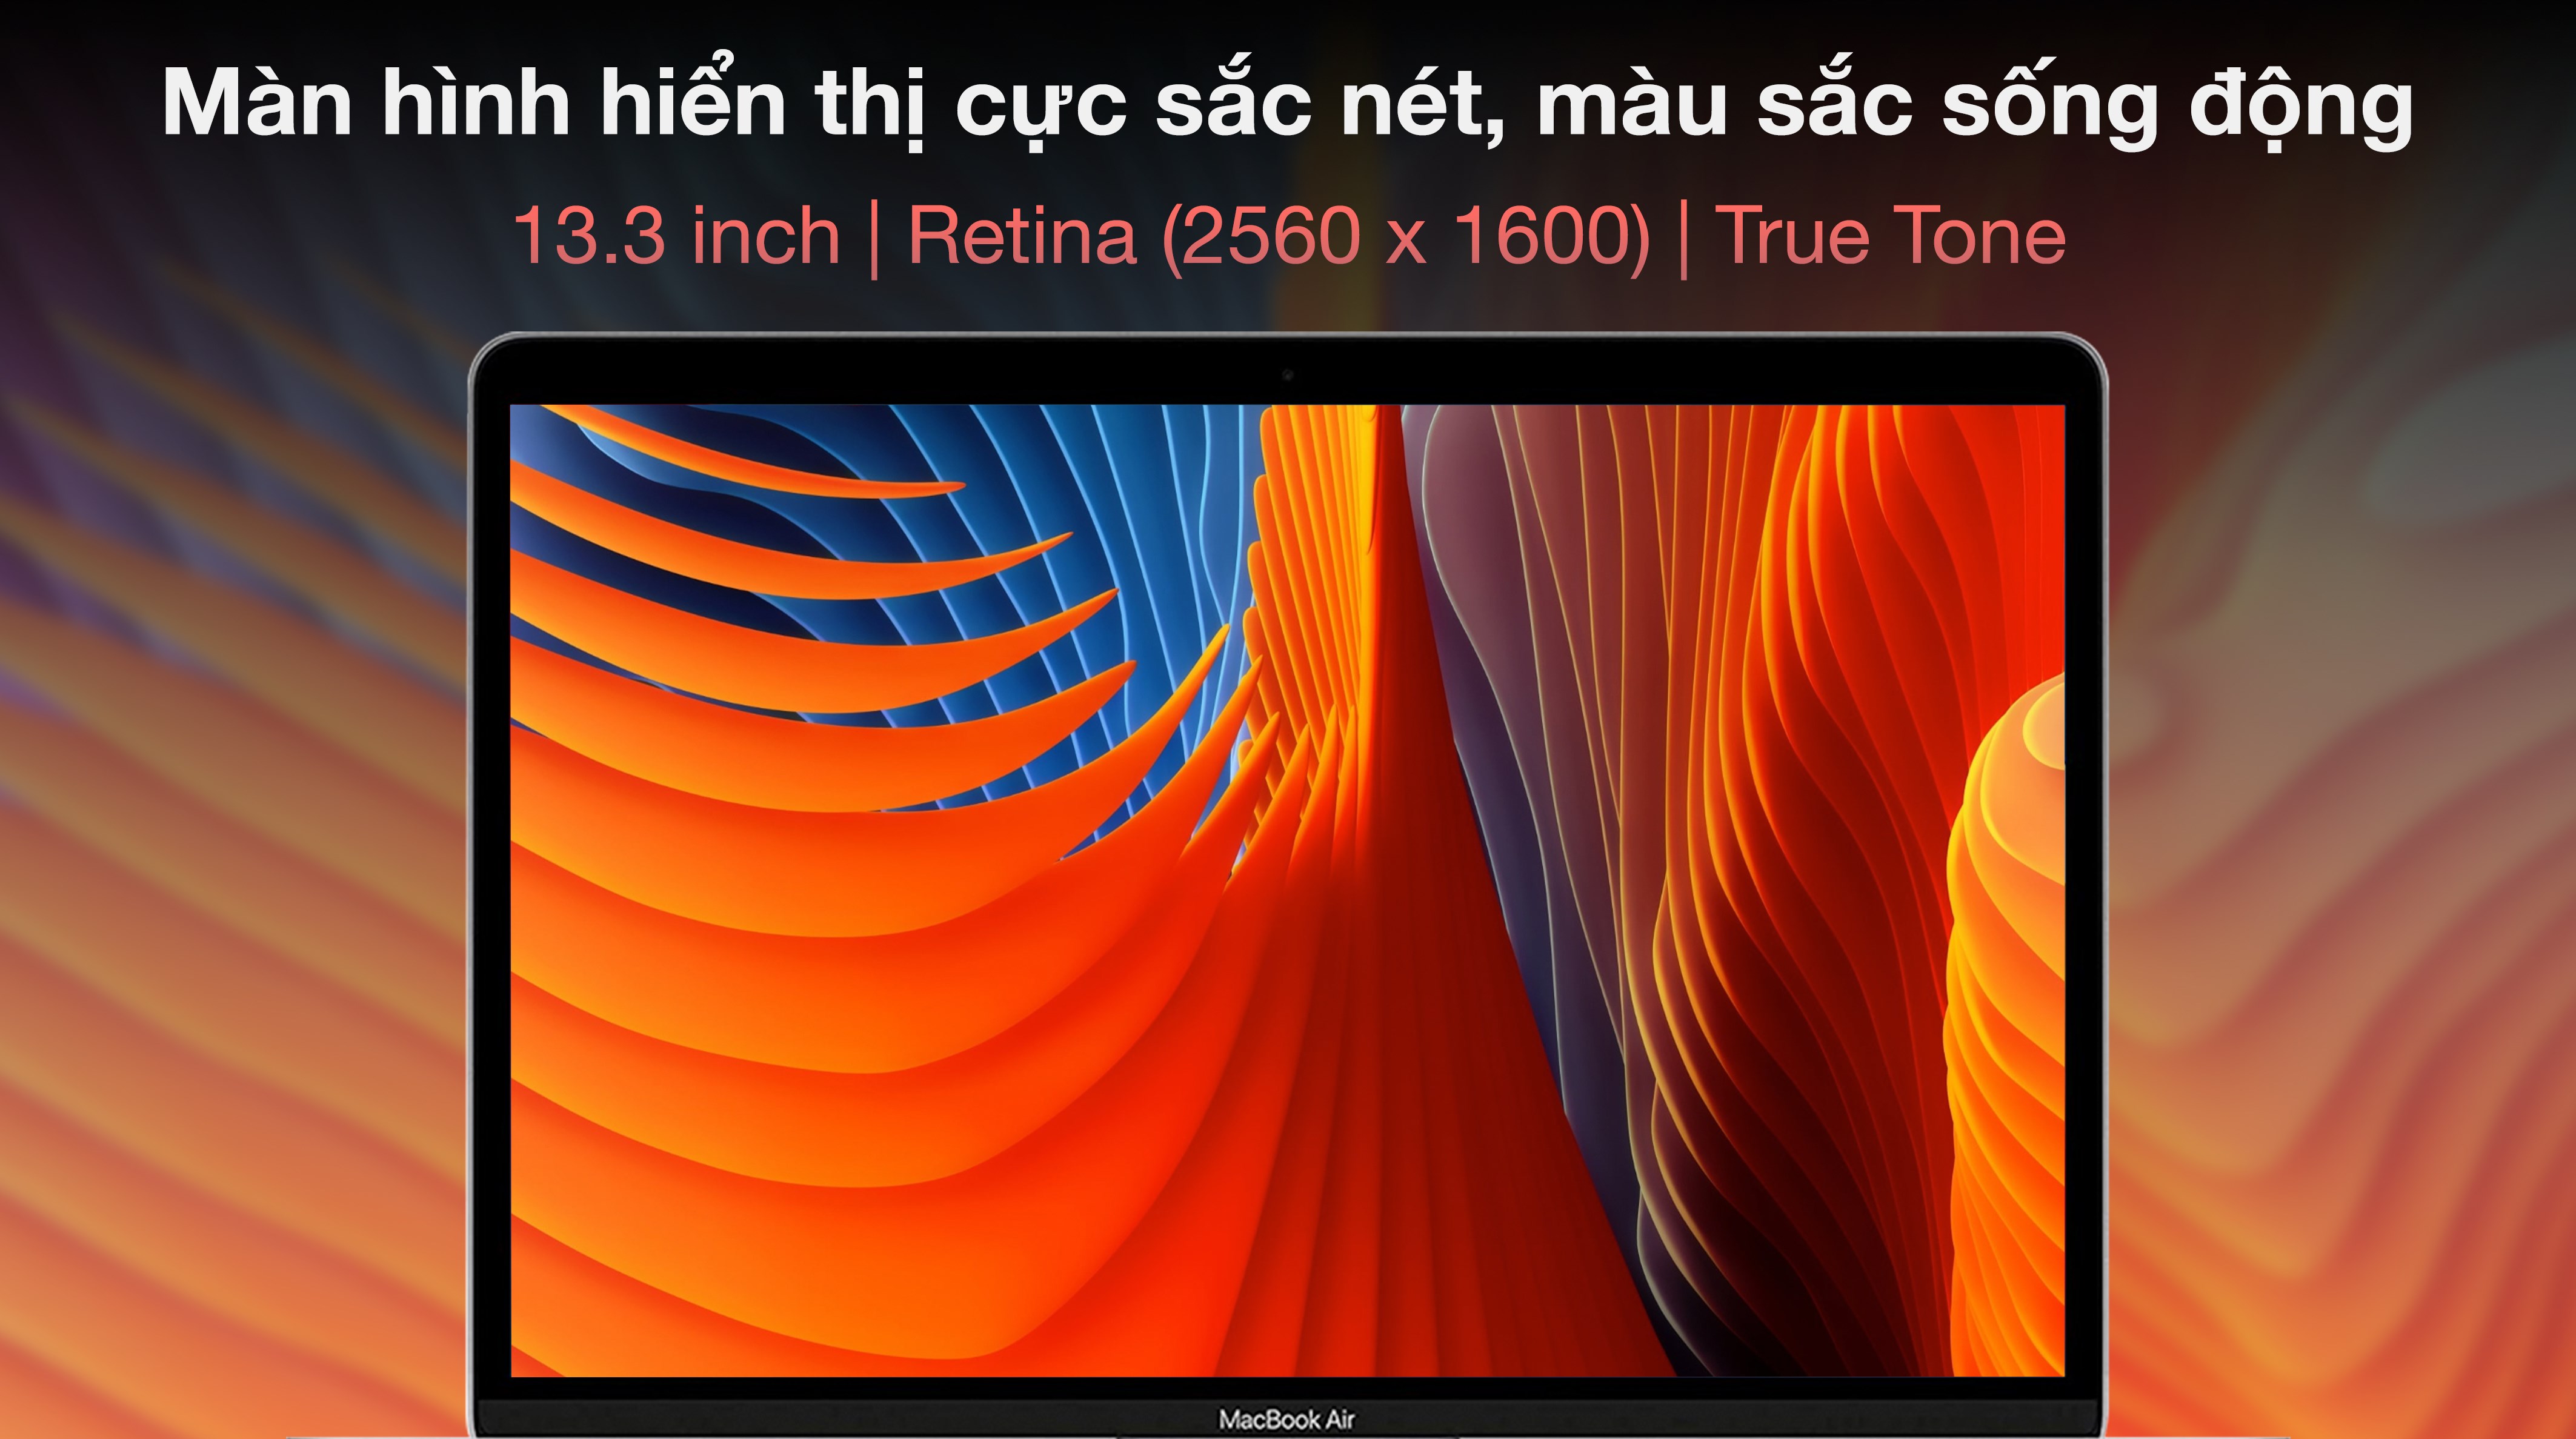 Màn hình hiển thị cực sắc nét, màu sắc sống động
13.3 inch | Retina (2560 x 1600) | True Tone
MacBook Air